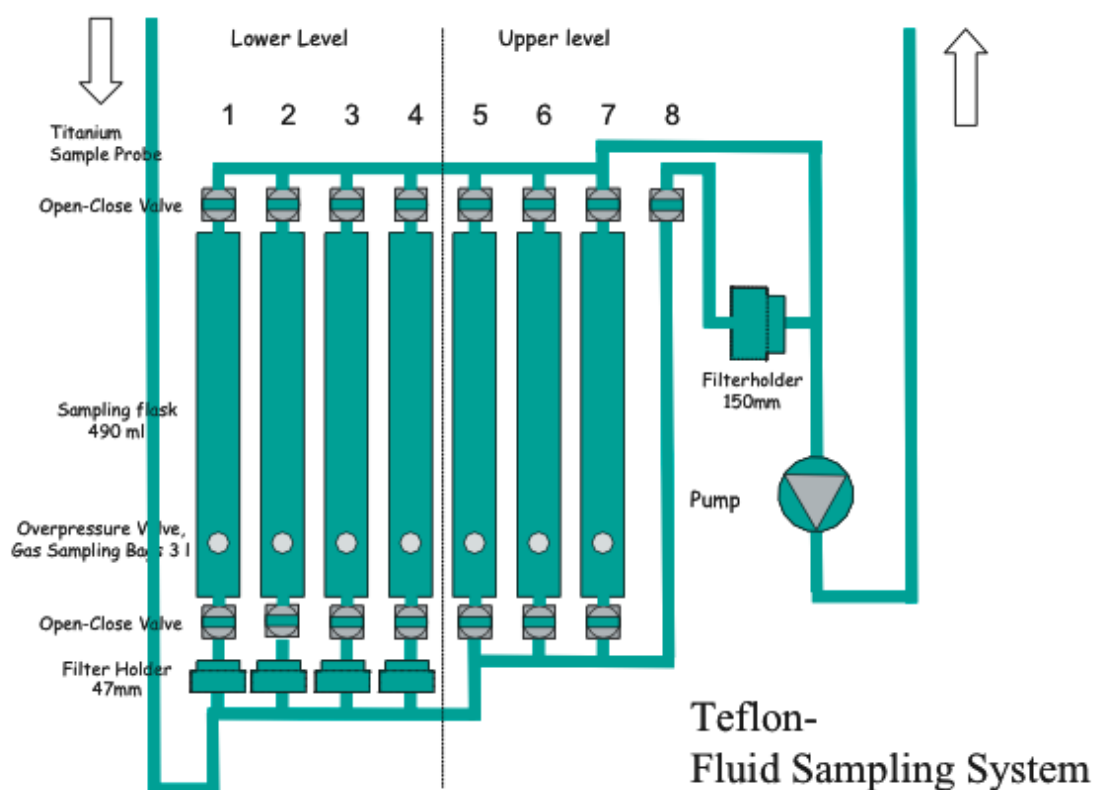 Lower Level
Upper level
1 2 3 4 5 6 7 8
Titanium
Sample Probe
Open-Close Valve
Sampling flask
490 ml
Filterholder
150mm
Pump
Overpressure Valve,
Gas Sampling Bags 3 l
Open-Close Valve
Filter Holder
47mm
Teflon-
Fluid Sampling System